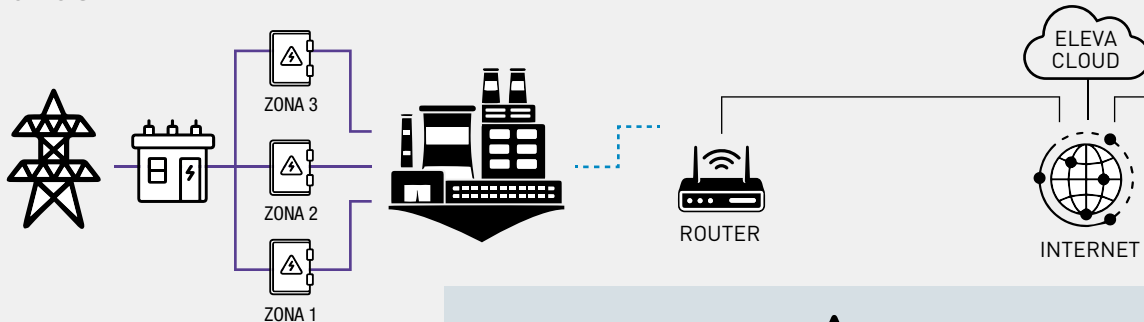 ZONA 3
ZONA 2
ZONA 1
ROUTER
ELEVA
CLOUD
INTERNET